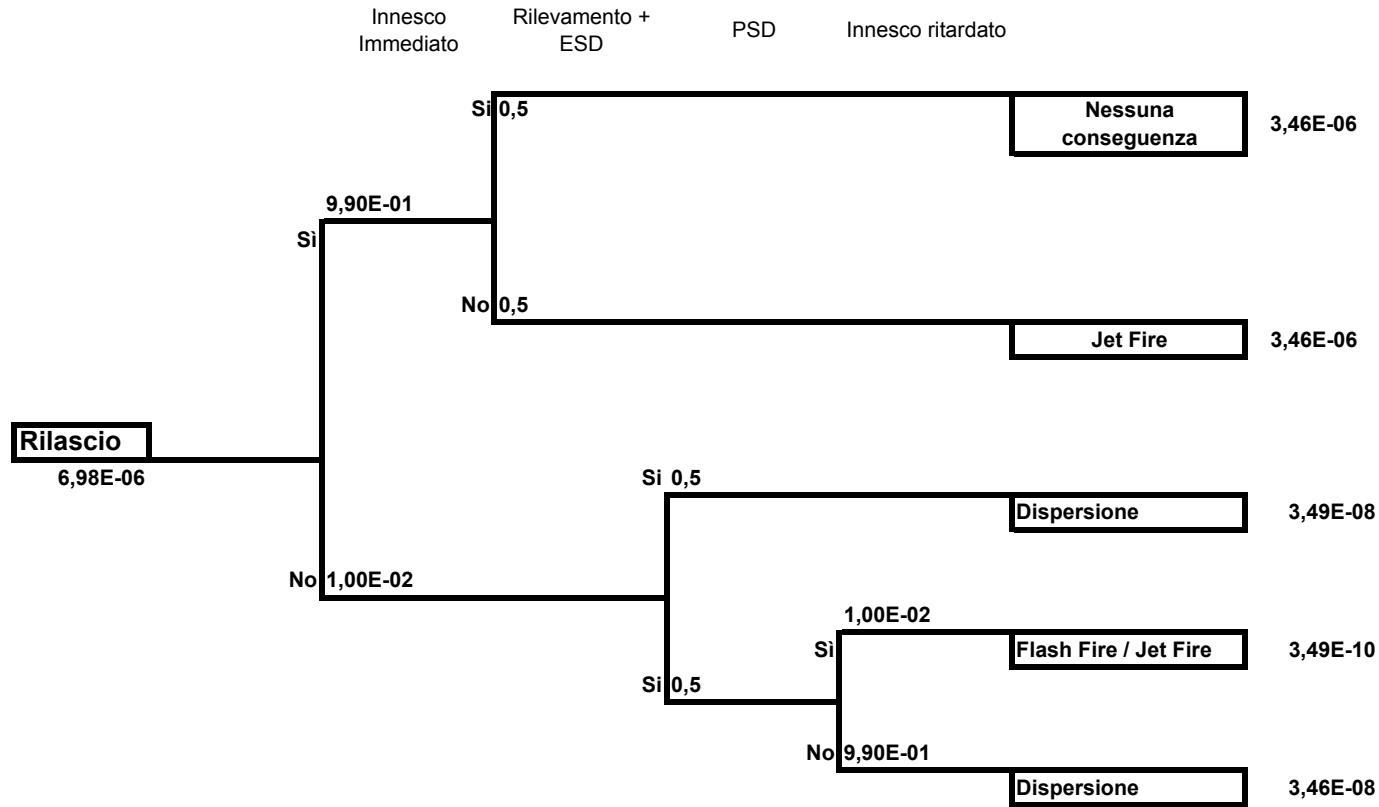 Innesco
Immediato
Rilevamento +
ESD
PSD
Innesco ritardato
Si 0,5
Nessuna
conseguenza
3,46E-06
9,90E-01
Sì
No 0,5
Jet Fire
3,46E-06
Rilascio
6,98E-06
Si 0,5
Dispersione
3,49E-08
No 1,00E-02
1,00E-02
Sì
Flash Fire / Jet Fire
3,49E-10
Si 0,5
No 9,90E-01
Dispersione
3,46E-08